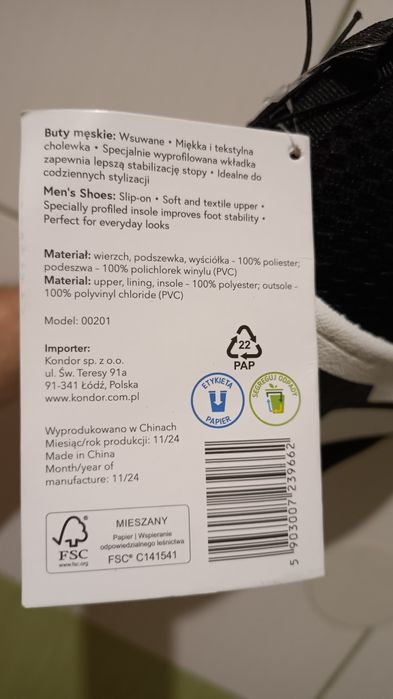 Buty męskie: Wsuwane • Miękka i tekstylna
cholewka • Specjalnie wyprofilowana wkładka
zapewnia lepszą stabilizację stopy • Idealne do
codziennych stylizacji
Men's Shoes: Slip-on • Soft and textile upper •
Specially profiled insole improves foot stability •
Perfect for everyday looks
Materiał: wierzch, podszewka, wyściółka - 100% poliester;
podeszwa - 100% polichlorek winylu (PVC)
Material: upper, lining, insole - 100% polyester; outsole -
100% polyvinyl chloride (PVC)
Model: 00201
22
PAP
Importer:
Kondor sp. z o.o.
ul. Św. Teresy 91a
91-341 Łódź, Polska
www.kondor.com.pl
ETYKIETA
PAPIER
SEGREGUJ ODPADY
Wyprodukowano w Chinach
Miesiąc/rok produkcji: 11/24
Made in China
Month/year of
manufacture: 11/24
5 903007 239662
FSC®
www.fsc.org
MIESZANY
Papier | Wspieranie
odpowiedzialnego leśnictwa
FSC® C141541